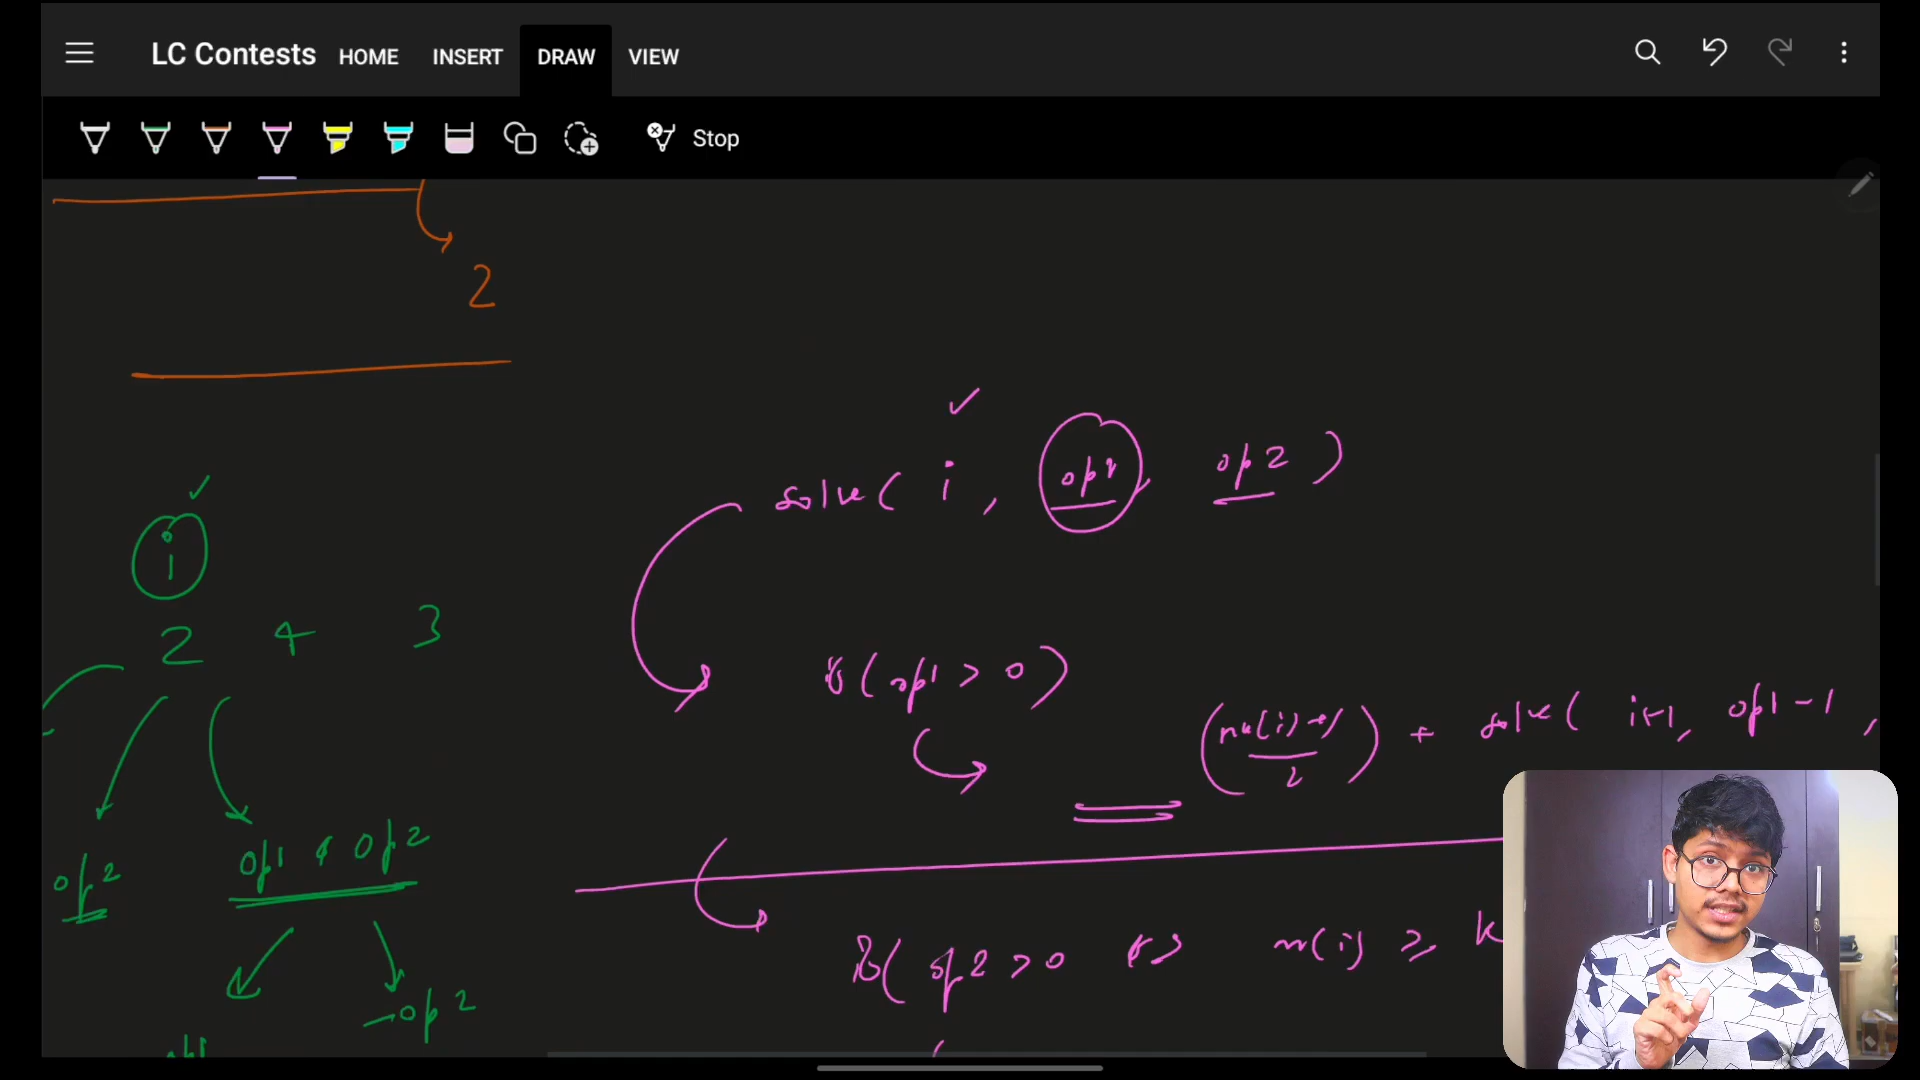 LC Contests HOME INSERT DRAW VIEW
Stop
2
solve( i, op1, op2 )
i
2 4 3
if( op1 > 0 )
(nu(i)+1 / 2) + solve( i+1, op1-1,
op2
op1 & op2
if( op2 > 0 && n(i) ≥ k
op2
op1